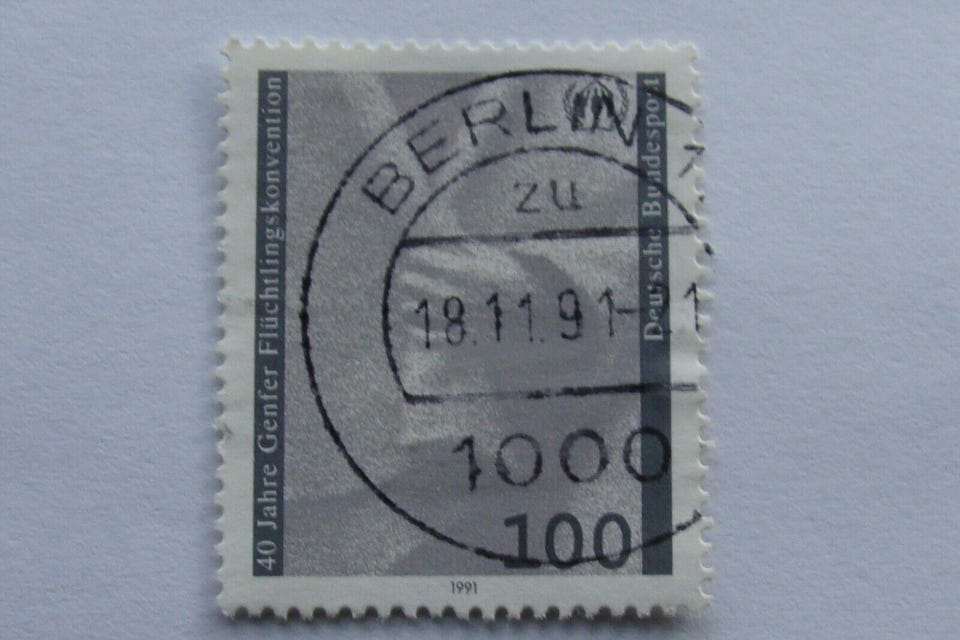 40 Jahre Genfer Flüchtlingskonvention
Deutsche Bundespost
BERLIN
zu
18.11.91-
1000
100
1991